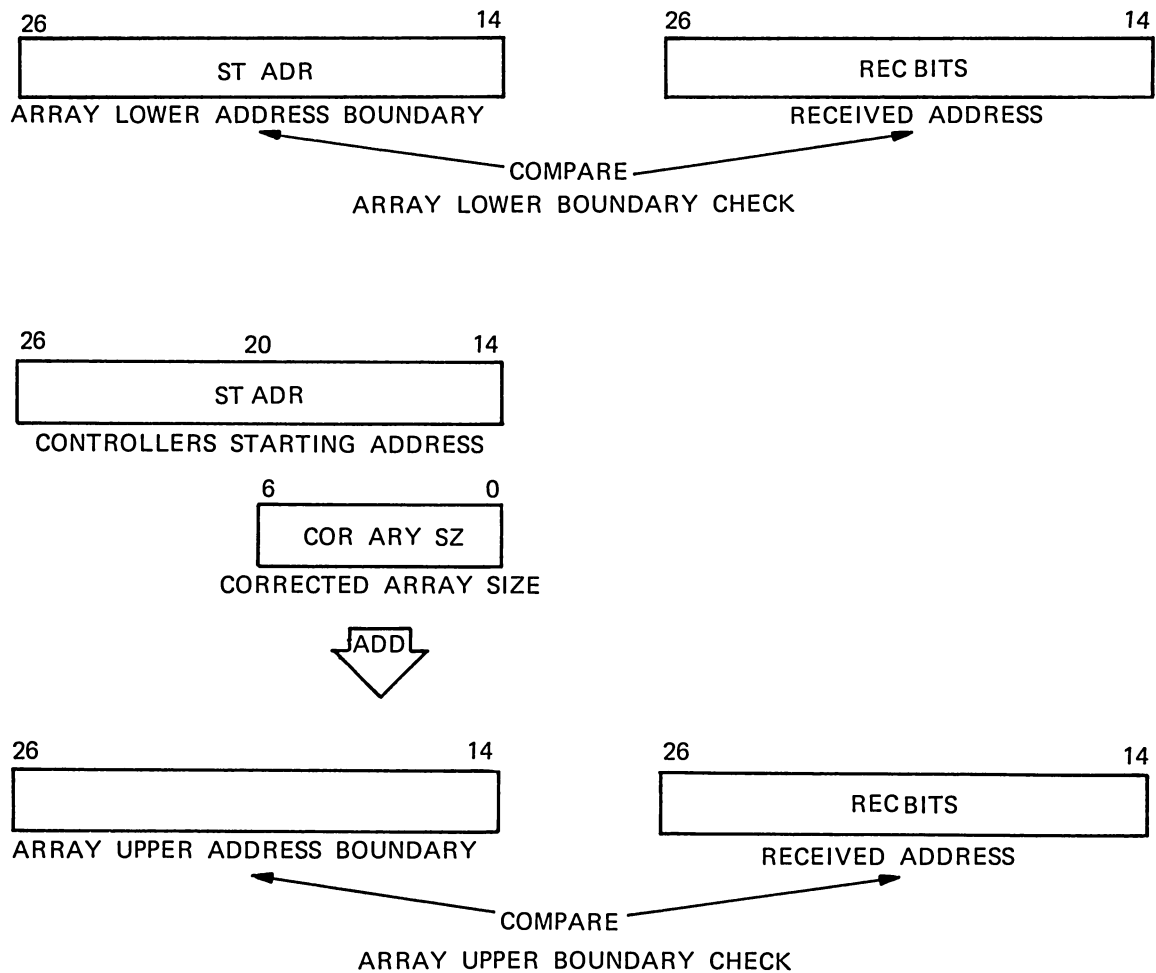 26 14 26 14
ST ADR REC BITS
ARRAY LOWER ADDRESS BOUNDARY RECEIVED ADDRESS
COMPARE
ARRAY LOWER BOUNDARY CHECK
26 20 14
ST ADR
CONTROLLERS STARTING ADDRESS
6 0
COR ARY SZ
CORRECTED ARRAY SIZE
ADD
26 14 26 14
REC BITS
ARRAY UPPER ADDRESS BOUNDARY RECEIVED ADDRESS
COMPARE
ARRAY UPPER BOUNDARY CHECK